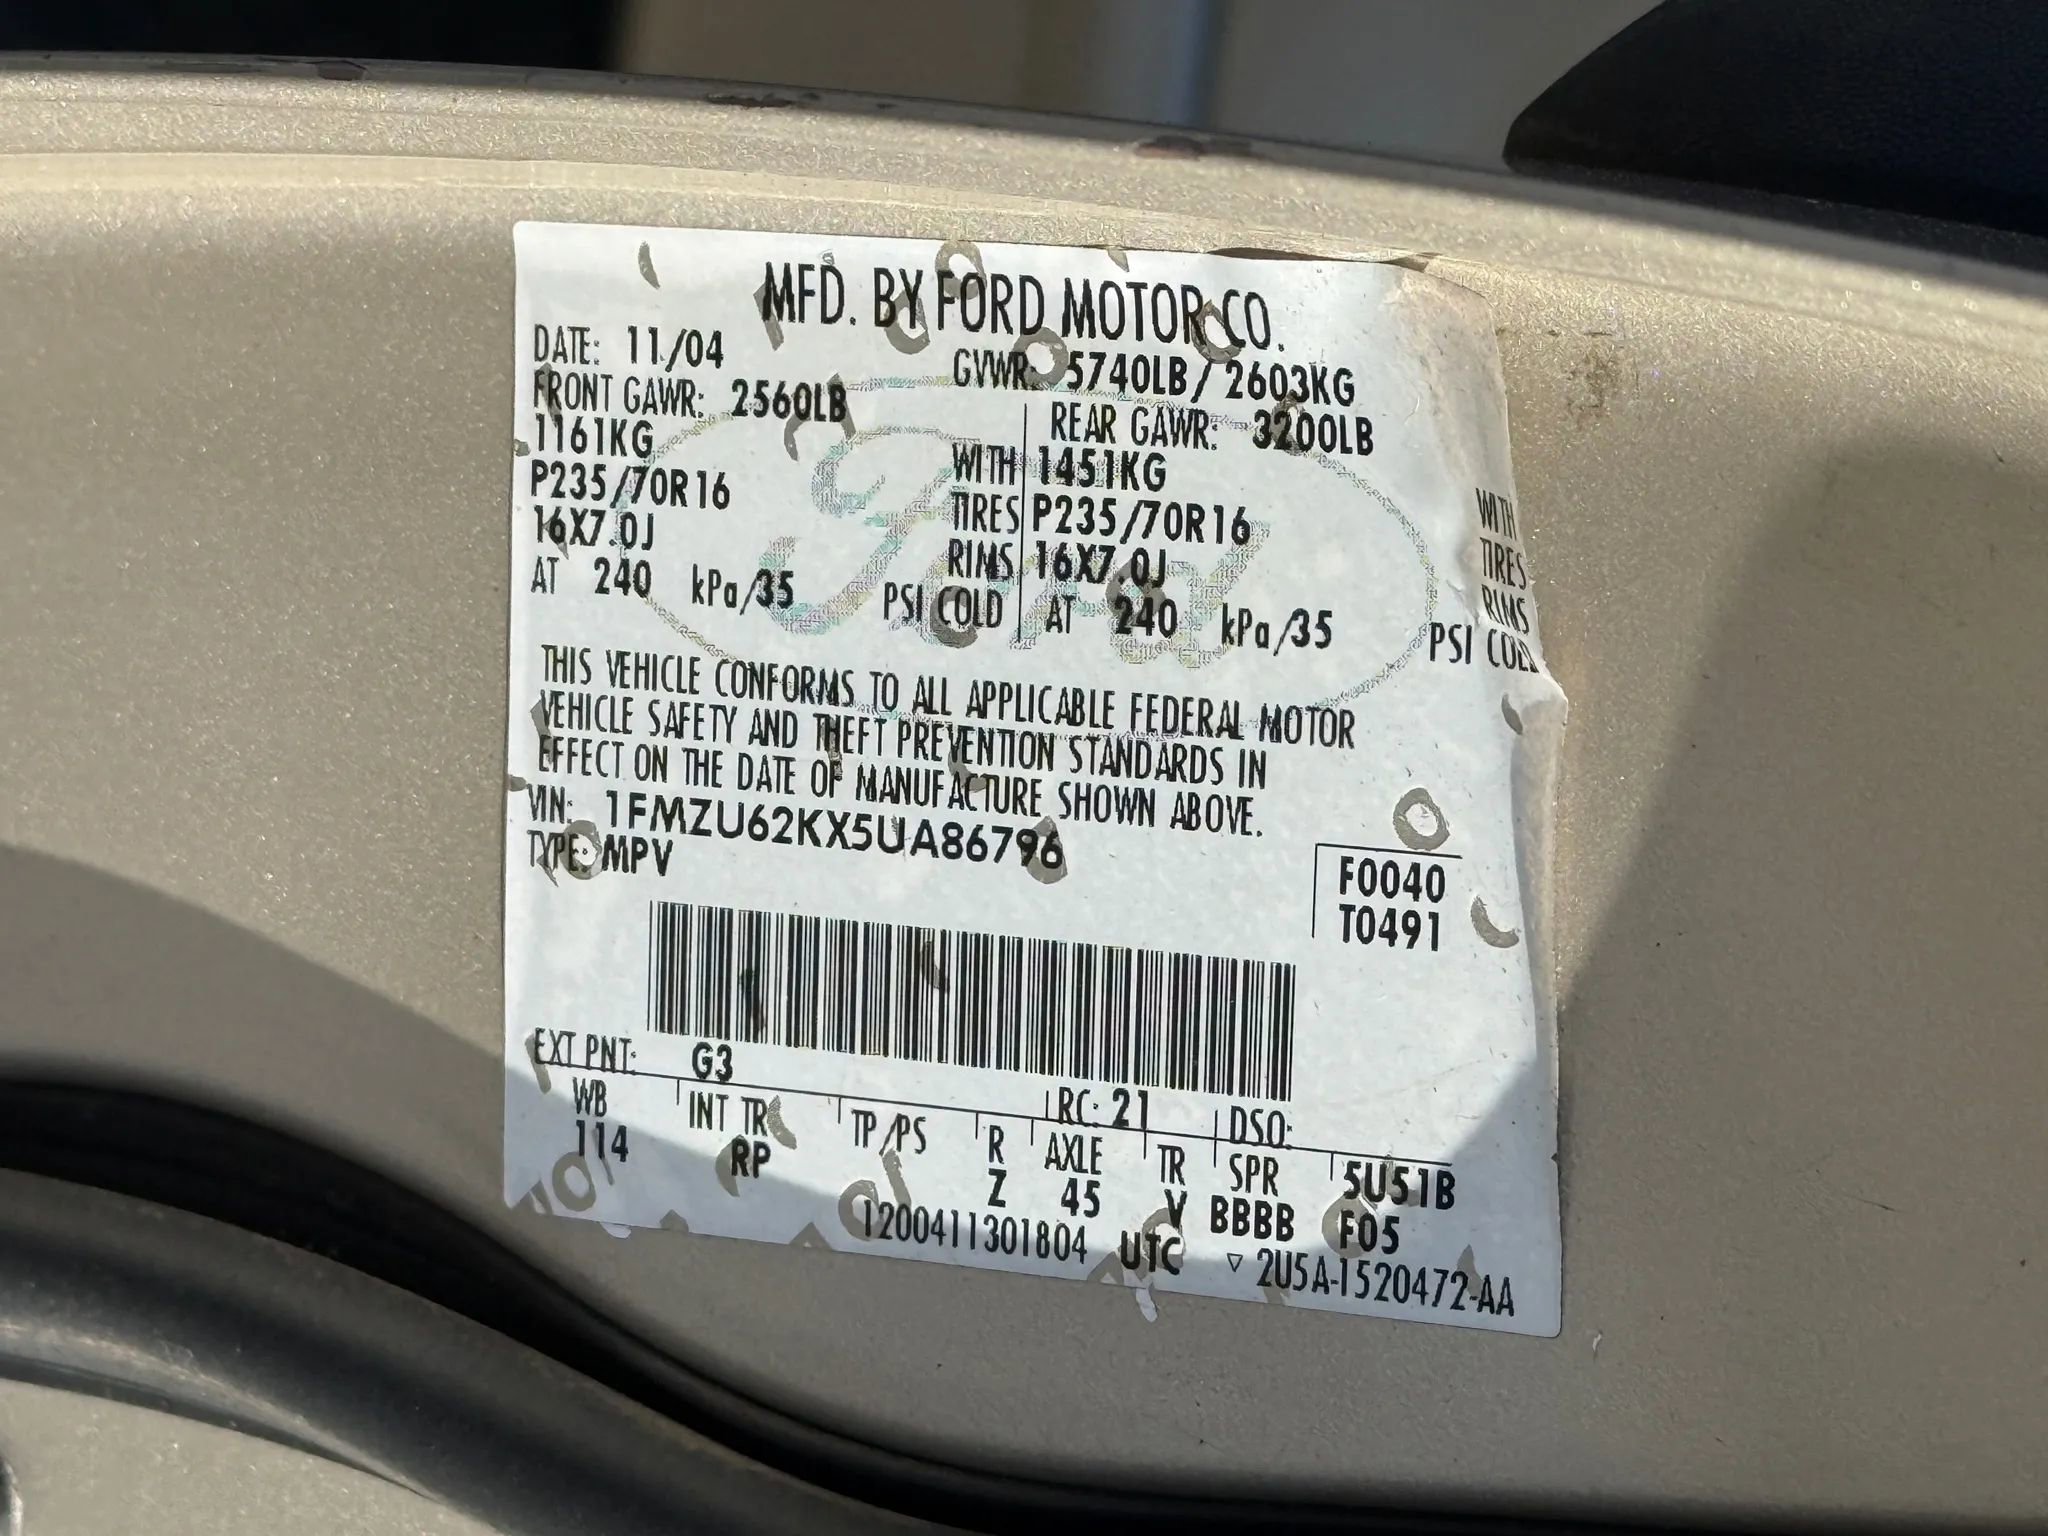 MFD. BY FORD MOTOR CO.
DATE: 11/04 GVWR: 5740LB / 2603KG
FRONT GAWR: 2560LB REAR GAWR: 3200LB
1161KG WITH 1451KG WITH
P235/70R16 TIRES P235/70R16 TIRES
16X7.0J RIMS 16X7.0J RIMS
AT 240 kPa/35 PSI COLD AT 240 kPa/35 PSI COLD
Ford
THIS VEHICLE CONFORMS TO ALL APPLICABLE FEDERAL MOTOR
VEHICLE SAFETY AND THEFT PREVENTION STANDARDS IN
EFFECT ON THE DATE OF MANUFACTURE SHOWN ABOVE.
VIN: 1FMZU62KX5UA86796
TYPE: MPV
F0040
T0491
EXT PNT: G3 RC: 21 DSO:
WB INT TR TP/PS R AXLE TR SPR 5U51B
114 RP Z 45 V BBBB F05
1200411301804 UTC ▽ 2U5A-1520472-AA